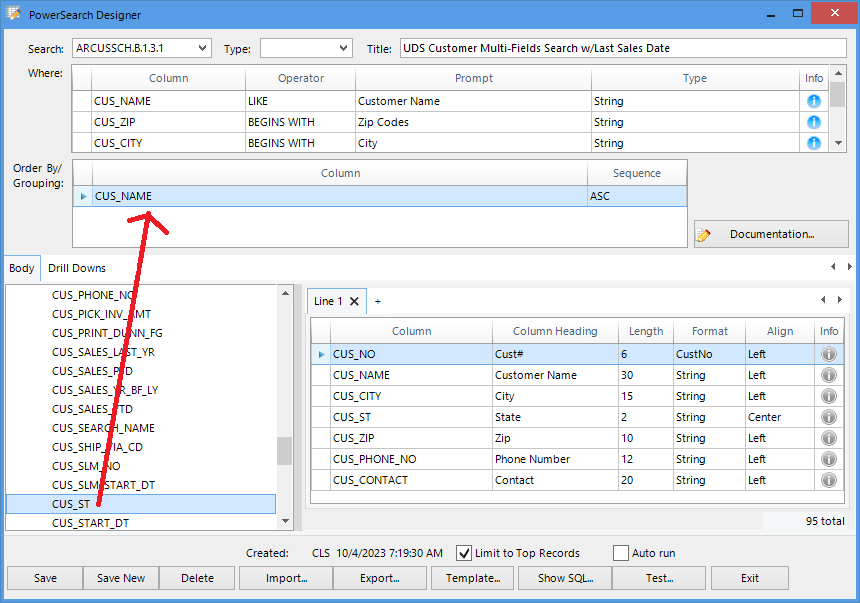 PowerSearch Designer
Search: ARCUSSCH.B.1.3.1 Type: Title: UDS Customer Multi-Fields Search w/Last Sales Date
Where:
Column Operator Prompt Type Info
CUS_NAME LIKE Customer Name String
CUS_ZIP BEGINS WITH Zip Codes String
CUS_CITY BEGINS WITH City String
Order By/
Grouping:
Column Sequence
CUS_NAME ASC
Documentation...
Body Drill Downs
CUS_PHONE_NO
CUS_PICK_INV_AMT
CUS_PRINT_DUNN_FG
CUS_SALES_LAST_YR
CUS_SALES_PTD
CUS_SALES_YR_BF_LY
CUS_SALES_YTD
CUS_SEARCH_NAME
CUS_SHIP_VIA_CD
CUS_SLM_NO
CUS_SLM_START_DT
CUS_ST
CUS_START_DT
Line 1 +
Column Column Heading Length Format Align Info
CUS_NO Cust# 6 CustNo Left
CUS_NAME Customer Name 30 String Left
CUS_CITY City 15 String Left
CUS_ST State 2 String Center
CUS_ZIP Zip 10 String Left
CUS_PHONE_NO Phone Number 12 String Left
CUS_CONTACT Contact 20 String Left
95 total
Created: CLS 10/4/2023 7:19:30 AM Limit to Top Records Auto run
Save Save New Delete Import... Export... Template... Show SQL... Test... Exit